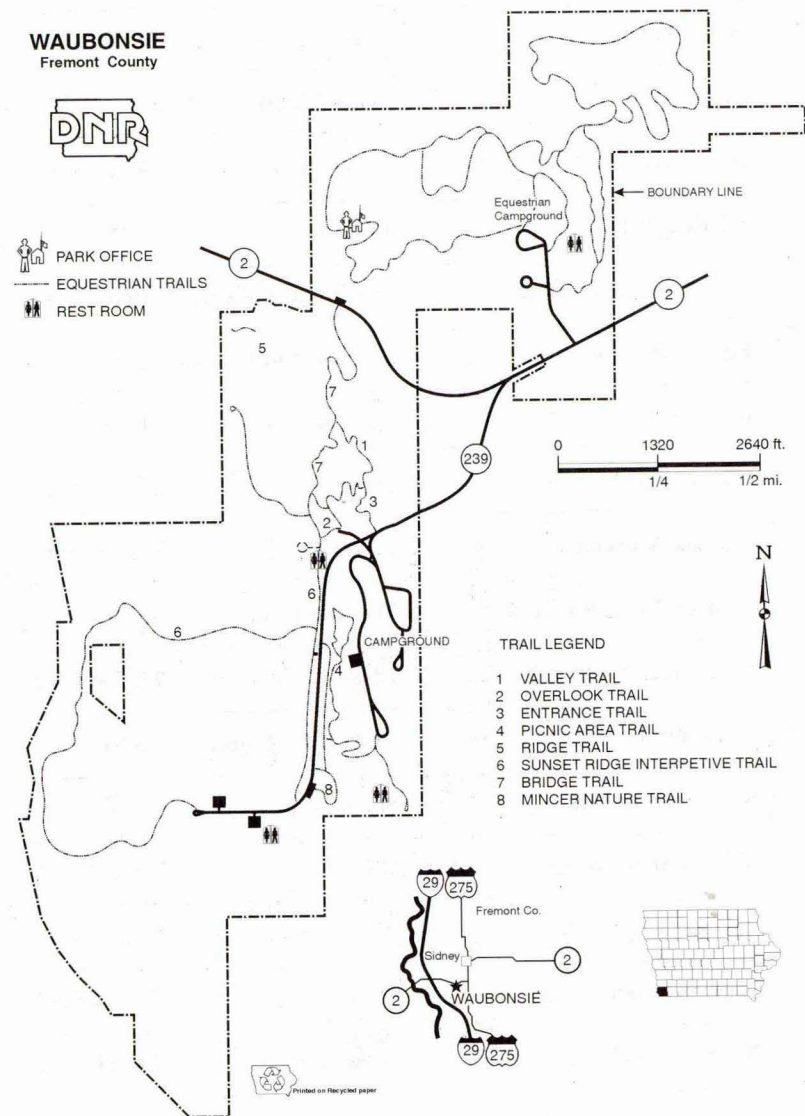 WAUBONSIE
Fremont County
DNR
PARK OFFICE
EQUESTRIAN TRAILS
REST ROOM
2
Equestrian
Campground
BOUNDARY LINE
2
5
7
1
7
3
2
239
0 1320 2640 ft.
1/4 1/2 mi.
N
6
6
CAMPGROUND
4
8
TRAIL LEGEND
1 VALLEY TRAIL
2 OVERLOOK TRAIL
3 ENTRANCE TRAIL
4 PICNIC AREA TRAIL
5 RIDGE TRAIL
6 SUNSET RIDGE INTERPETIVE TRAIL
7 BRIDGE TRAIL
8 MINCER NATURE TRAIL
29 275
Fremont Co.
Sidney
2
2
WAUBONSIE
29 275
Printed on Recycled paper